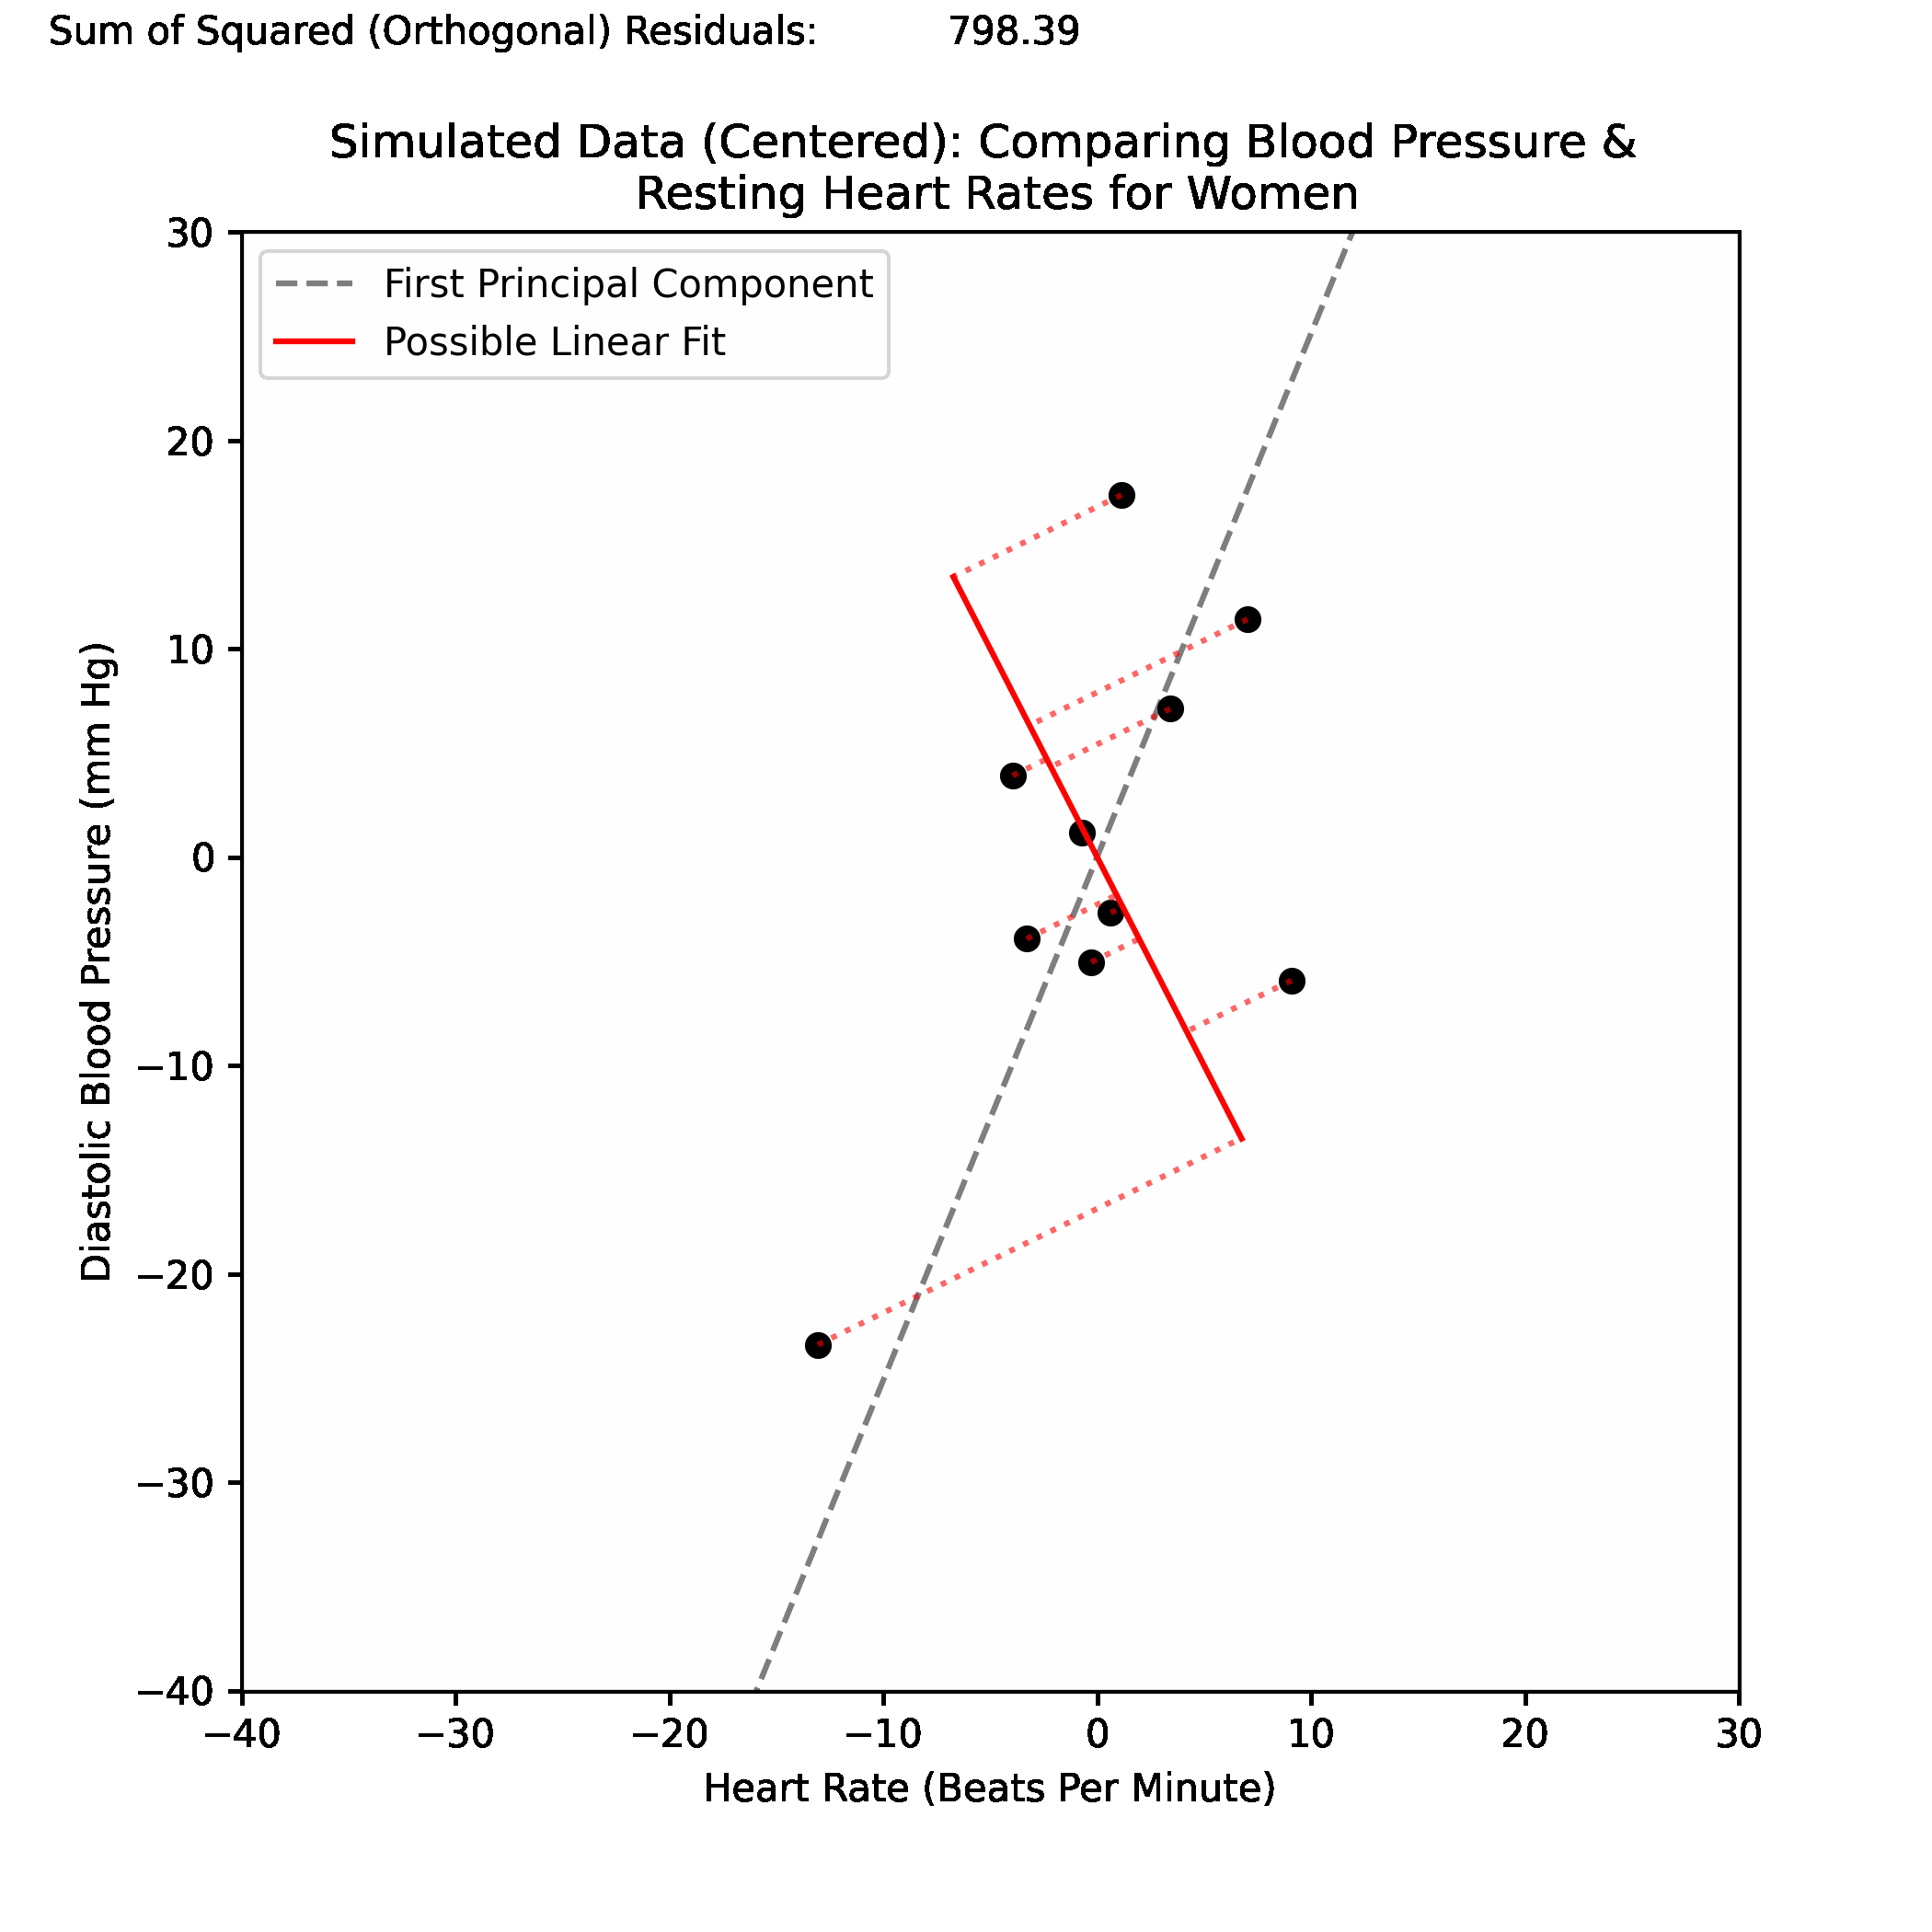 Sum of Squared (Orthogonal) Residuals: 798.39
Simulated Data (Centered): Comparing Blood Pressure &
Resting Heart Rates for Women
First Principal Component
Possible Linear Fit
30
20
10
0
−10
−20
−30
−40
Diastolic Blood Pressure (mm Hg)
−40 −30 −20 −10 0 10 20 30
Heart Rate (Beats Per Minute)